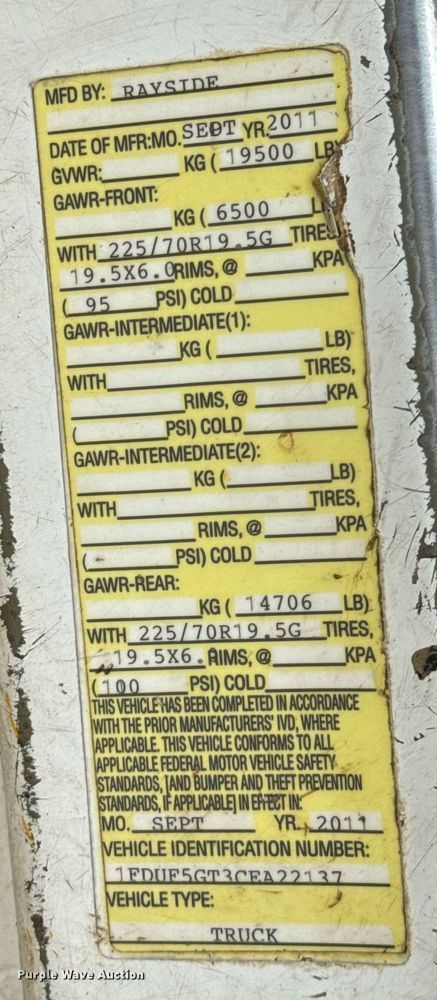 MFD BY: RAYSIDE
DATE OF MFR:MO. SEPT YR. 2011
GVWR: KG ( 19500 LB)
GAWR-FRONT:
KG ( 6500 L
WITH 225/70R19.5G TIRES
19.5X6.0 RIMS, @ KPA
( 95 PSI) COLD
GAWR-INTERMEDIATE(1):
KG ( LB)
WITH TIRES,
RIMS, @ KPA
( PSI) COLD
GAWR-INTERMEDIATE(2):
KG ( LB)
WITH TIRES,
RIMS, @ KPA
( PSI) COLD
GAWR-REAR:
KG ( 14706 LB)
WITH 225/70R19.5G TIRES,
19.5X6. RIMS, @ KPA
(100 PSI) COLD
THIS VEHICLE HAS BEEN COMPLETED IN ACCORDANCE
WITH THE PRIOR MANUFACTURERS' IVD, WHERE
APPLICABLE. THIS VEHICLE CONFORMS TO ALL
APPLICABLE FEDERAL MOTOR VEHICLE SAFETY
STANDARDS, [AND BUMPER AND THEFT PREVENTION
STANDARDS, IF APPLICABLE] IN EFFECT IN:
MO. SEPT YR. 2011
VEHICLE IDENTIFICATION NUMBER:
1FDUF5GT3CEA22137
VEHICLE TYPE:
TRUCK
Purple Wave Auction